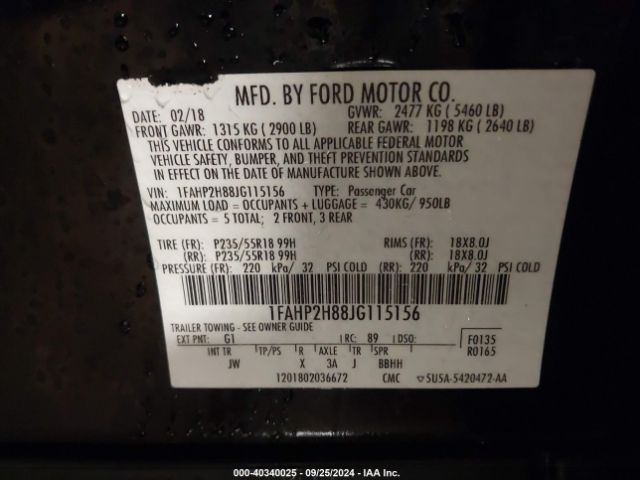 MFD. BY FORD MOTOR CO.
DATE: 02/18 GVWR: 2477 KG ( 5460 LB)
FRONT GAWR: 1315 KG ( 2900 LB) REAR GAWR: 1198 KG ( 2640 LB)
THIS VEHICLE CONFORMS TO ALL APPLICABLE FEDERAL MOTOR
VEHICLE SAFETY, BUMPER, AND THEFT PREVENTION STANDARDS
IN EFFECT ON THE DATE OF MANUFACTURE SHOWN ABOVE.
VIN: 1FAHP2H88JG115156 TYPE: Passenger Car
MAXIMUM LOAD = OCCUPANTS + LUGGAGE = 430KG/ 950LB
OCCUPANTS = 5 TOTAL; 2 FRONT, 3 REAR
TIRE (FR): P235/55R18 99H RIMS (FR): 18X8.0J
(RR): P235/55R18 99H (RR): 18X8.0J
PRESSURE (FR): 220 kPa/ 32 PSI COLD (RR): 220 kPa/ 32 PSI COLD
1FAHP2H88JG115156
TRAILER TOWING - SEE OWNER GUIDE
EXT PNT: G1 RC: 89 DSO: F0135
INT TR TP/PS R AXLE TR SPR R0165
JW X 3A J BBHH
1201802036672 CMC SU5A-5420472-AA
000-40340025 - 09/25/2024 - IAA Inc.